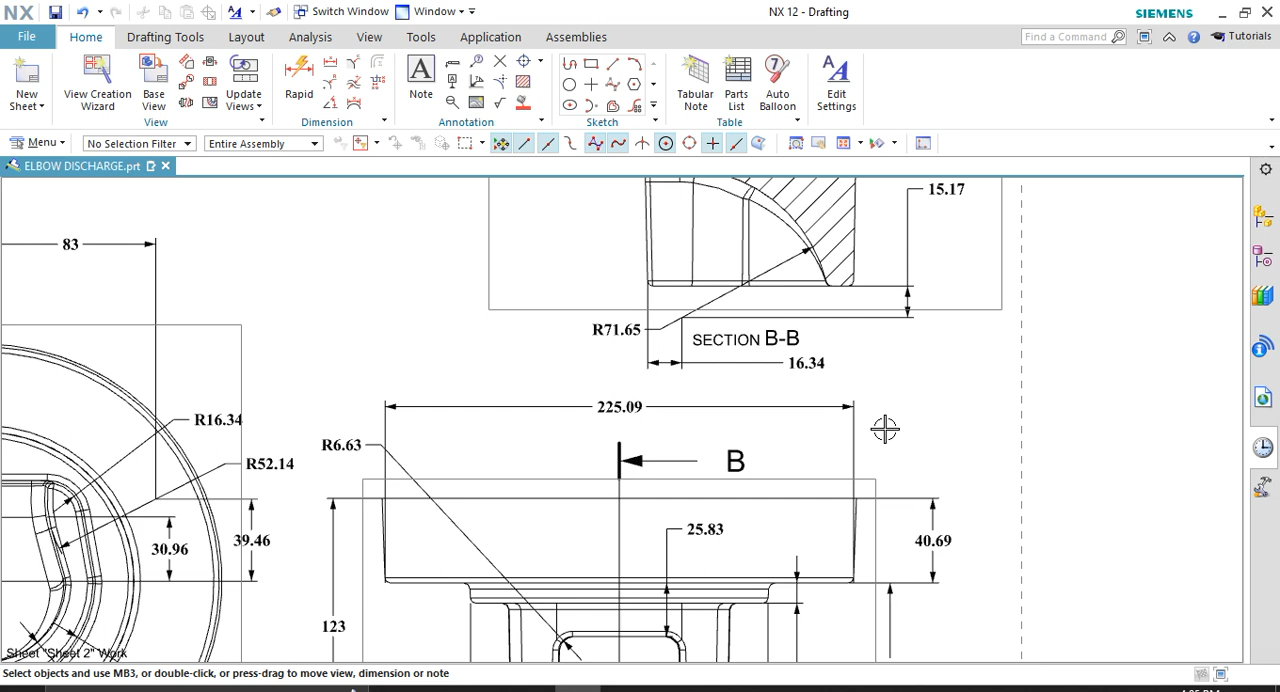 NX
Switch Window
Window
NX 12 - Drafting
SIEMENS
File
Home
Drafting Tools
Layout
Analysis
View
Tools
Application
Assemblies
Find a Command
Tutorials
New
Sheet
View Creation
Wizard
Base
View
Update
Views
View
Rapid
Dimension
Note
Annotation
Sketch
Tabular
Note
Parts
List
Auto
Balloon
Table
Edit
Settings
Menu
No Selection Filter
Entire Assembly
ELBOW DISCHARGE.prt
15.17
83
R71.65
SECTION B-B
16.34
225.09
R16.34
R6.63
B
R52.14
25.83
30.96
39.46
40.69
123
Sheet "Sheet 2" Work
Select objects and use MB3, or double-click, or press-drag to move view, dimension or note